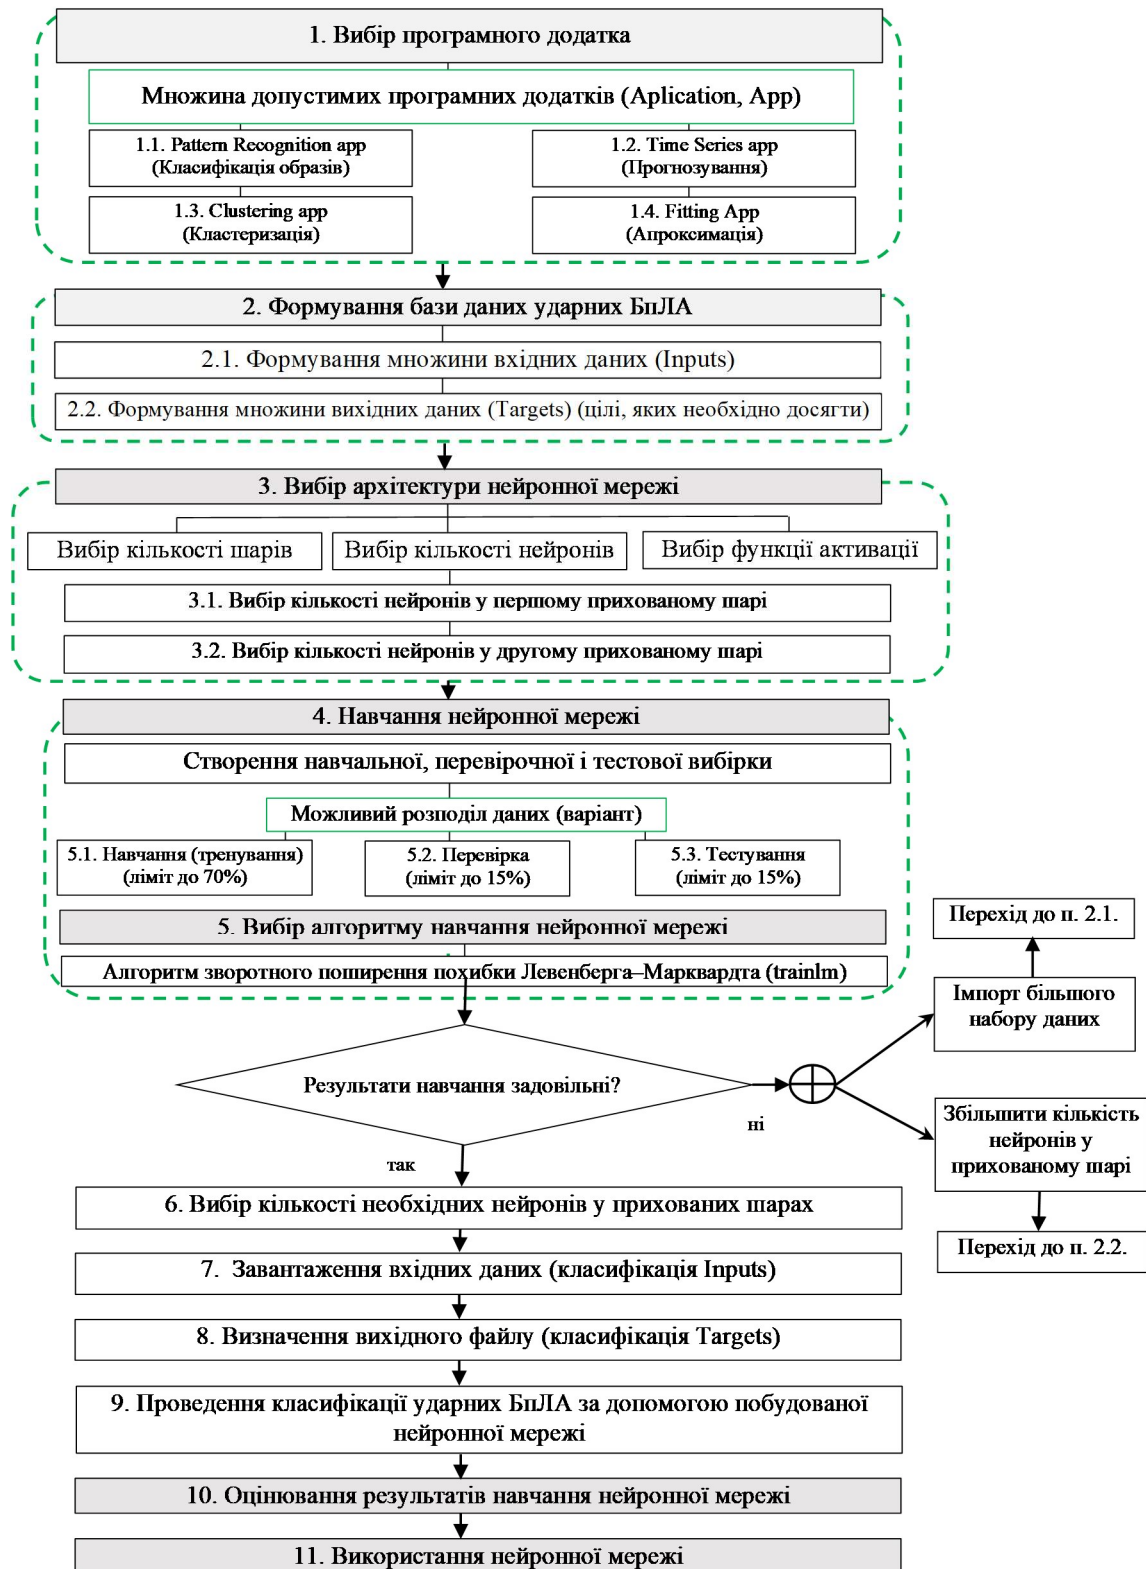 1. Вибір програмного додатка
Множина допустимих програмних додатків (Aplication, App)
1.1. Pattern Recognition app
(Класифікація образів)
1.2. Time Series app
(Прогнозування)
1.3. Clustering app
(Кластеризація)
1.4. Fitting App
(Апроксимація)
2. Формування бази даних ударних БпЛА
2.1. Формування множини вхідних даних (Inputs)
2.2. Формування множини вихідних даних (Targets) (цілі, яких необхідно досягти)
3. Вибір архітектури нейронної мережі
Вибір кількості шарів
Вибір кількості нейронів
Вибір функції активації
3.1. Вибір кількості нейронів у першому прихованому шарі
3.2. Вибір кількості нейронів у другому прихованому шарі
4. Навчання нейронної мережі
Створення навчальної, перевірочної і тестової вибірки
Можливий розподіл даних (варіант)
5.1. Навчання (тренування)
(ліміт до 70%)
5.2. Перевірка
(ліміт до 15%)
5.3. Тестування
(ліміт до 15%)
5. Вибір алгоритму навчання нейронної мережі
Алгоритм зворотного поширення похибки Левенберга–Марквардта (trainlm)
Перехід до п. 2.1.
Імпорт більшого
набору даних
Результати навчання задовільні?
ні
Збільшити кількість
нейронів у
прихованому шарі
Перехід до п. 2.2.
так
6. Вибір кількості необхідних нейронів у прихованих шарах
7. Завантаження вхідних даних (класифікація Inputs)
8. Визначення вихідного файлу (класифікація Targets)
9. Проведення класифікації ударних БпЛА за допомогою побудованої
нейронної мережі
10. Оцінювання результатів навчання нейронної мережі
11. Використання нейронної мережі